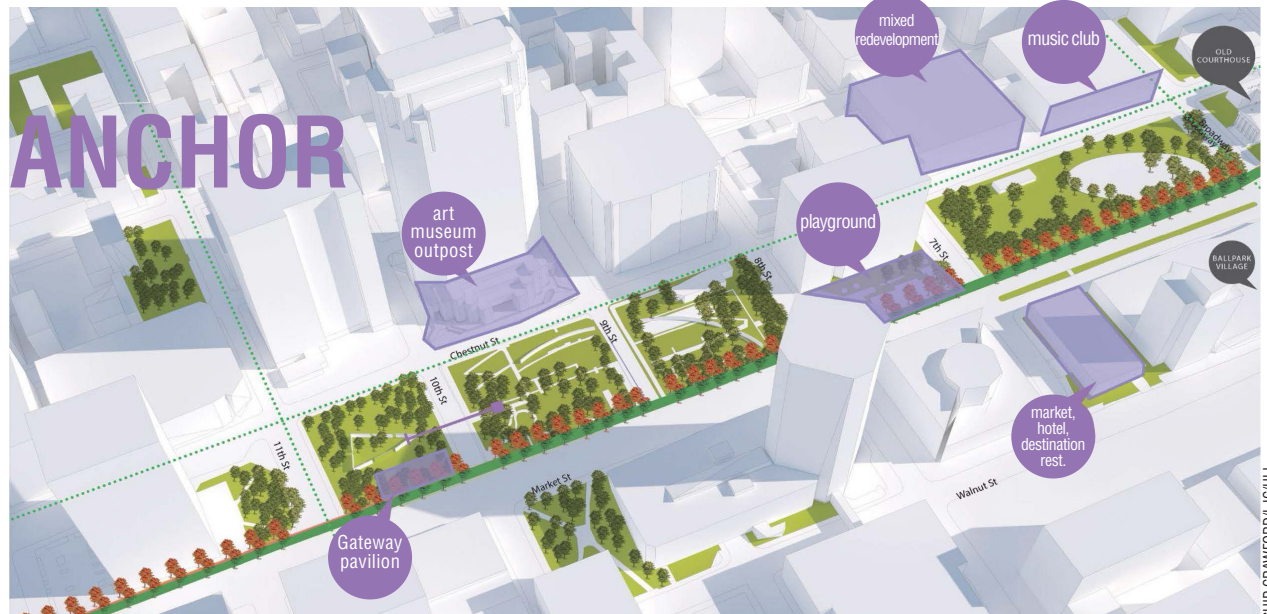 ANCHOR
mixed
redevelopment
music club
OLD
COURTHOUSE
Broadway
art
museum
outpost
playground
7th St
BALLPARK
VILLAGE
8th St
9th St
Chestnut St
10th St
11th St
market,
hotel,
destination
rest.
Market St
Walnut St
Gateway
pavilion